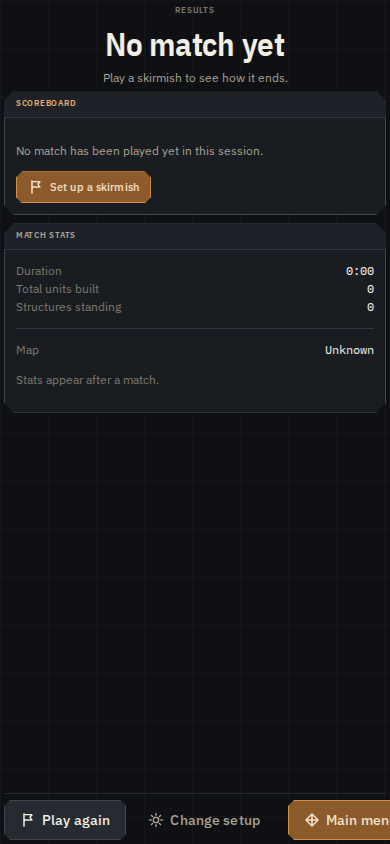 RESULTS
No match yet
Play a skirmish to see how it ends.
SCOREBOARD
No match has been played yet in this session.
Set up a skirmish
MATCH STATS
Duration 0:00
Total units built 0
Structures standing 0
Map Unknown
Stats appear after a match.
Play again Change setup Main men